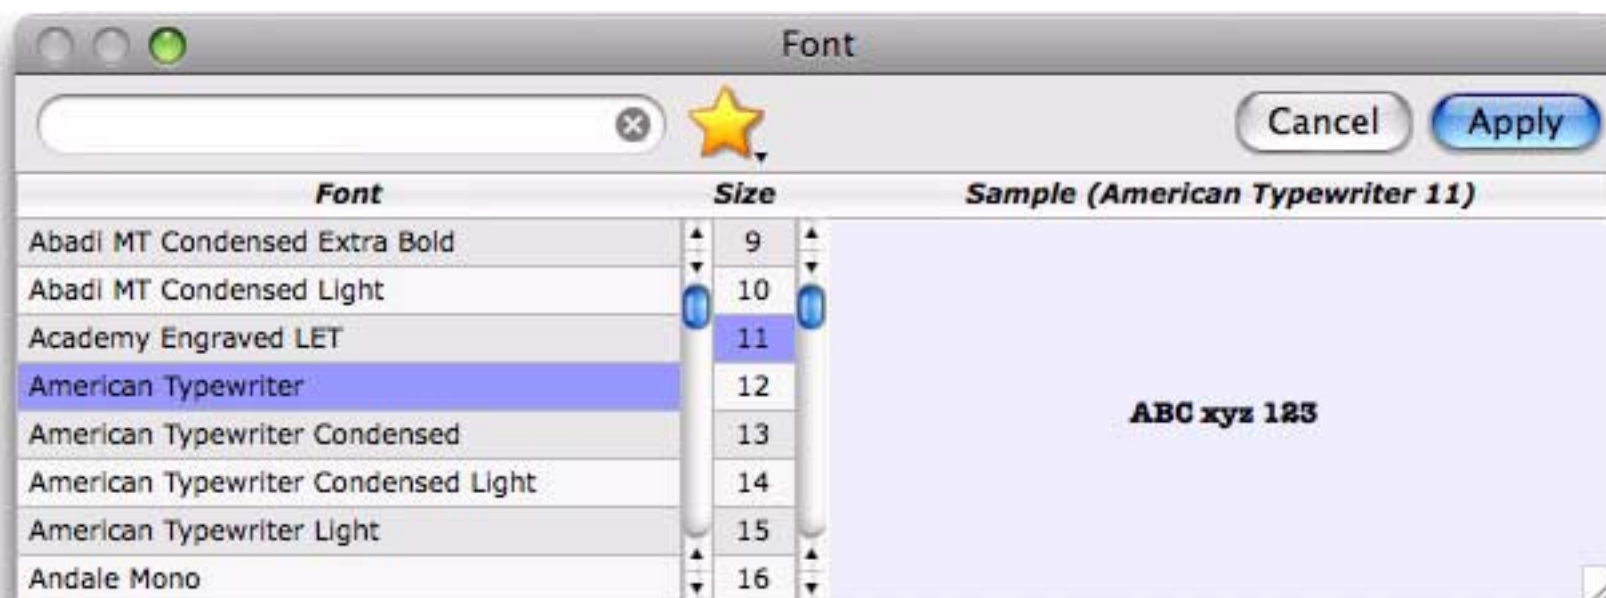 Font
Cancel Apply
Font Size Sample (American Typewriter 11)
Abadi MT Condensed Extra Bold 9
Abadi MT Condensed Light 10
Academy Engraved LET 11
American Typewriter 12
ABC xyz 123
American Typewriter Condensed 13
American Typewriter Condensed Light 14
American Typewriter Light 15
Andale Mono 16